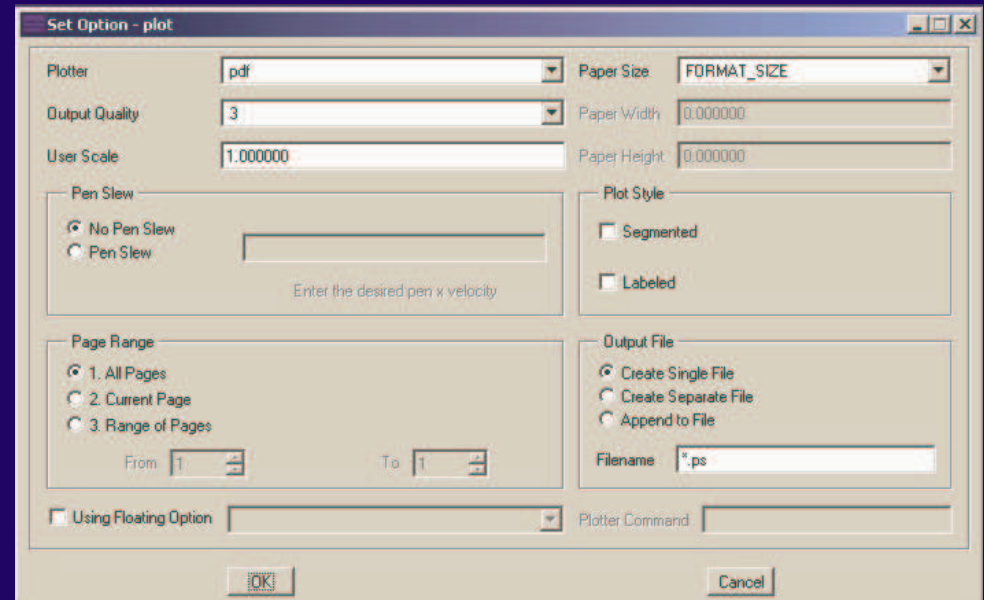 Set Option - plot
Plotter pdf Paper Size FORMAT_SIZE
Output Quality 3 Paper Width 0.000000
User Scale 1.000000 Paper Height 0.000000
Pen Slew Plot Style
No Pen Slew Segmented
Pen Slew
Enter the desired pen x velocity Labeled
Page Range Output File
1. All Pages Create Single File
2. Current Page Create Separate File
3. Range of Pages Append to File
From 1 To 1 Filename *.ps
Using Floating Option Plotter Command
OK Cancel